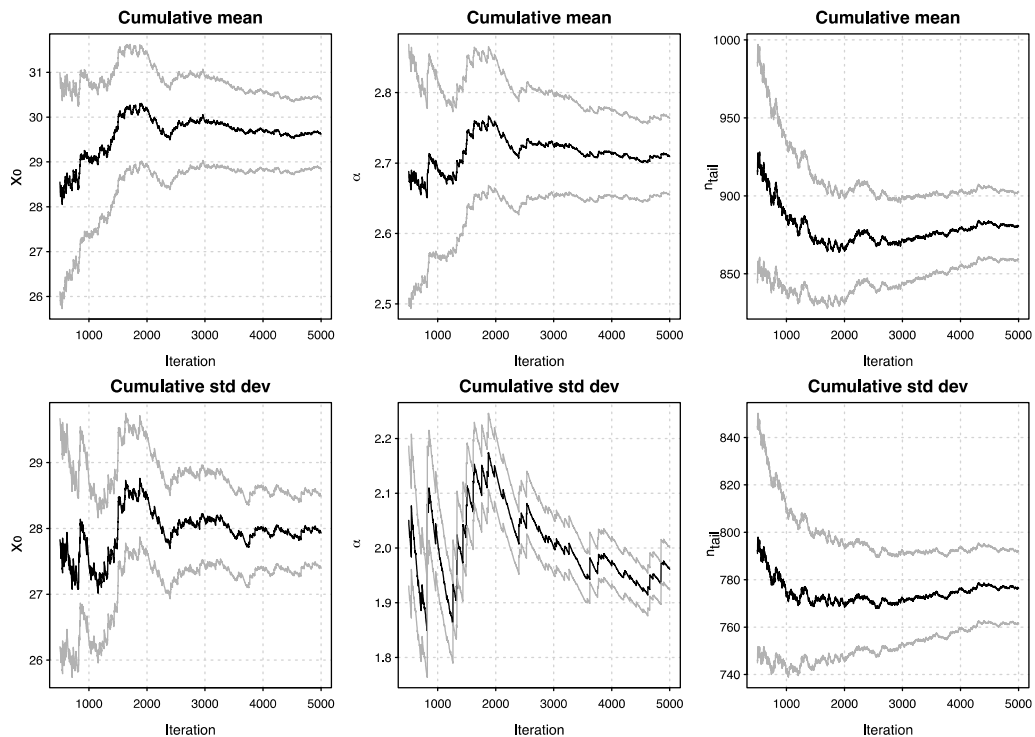 Cumulative mean
31
30
29
28
27
26
X0
1000 2000 3000 4000 5000
Iteration
Cumulative mean
2.8
2.7
2.6
2.5
α
1000 2000 3000 4000 5000
Iteration
Cumulative mean
1000
950
900
850
ntail
1000 2000 3000 4000 5000
Iteration
Cumulative std dev
29
28
27
26
X0
1000 2000 3000 4000 5000
Iteration
Cumulative std dev
2.2
2.1
2.0
1.9
1.8
α
1000 2000 3000 4000 5000
Iteration
Cumulative std dev
840
820
800
780
760
740
ntail
1000 2000 3000 4000 5000
Iteration